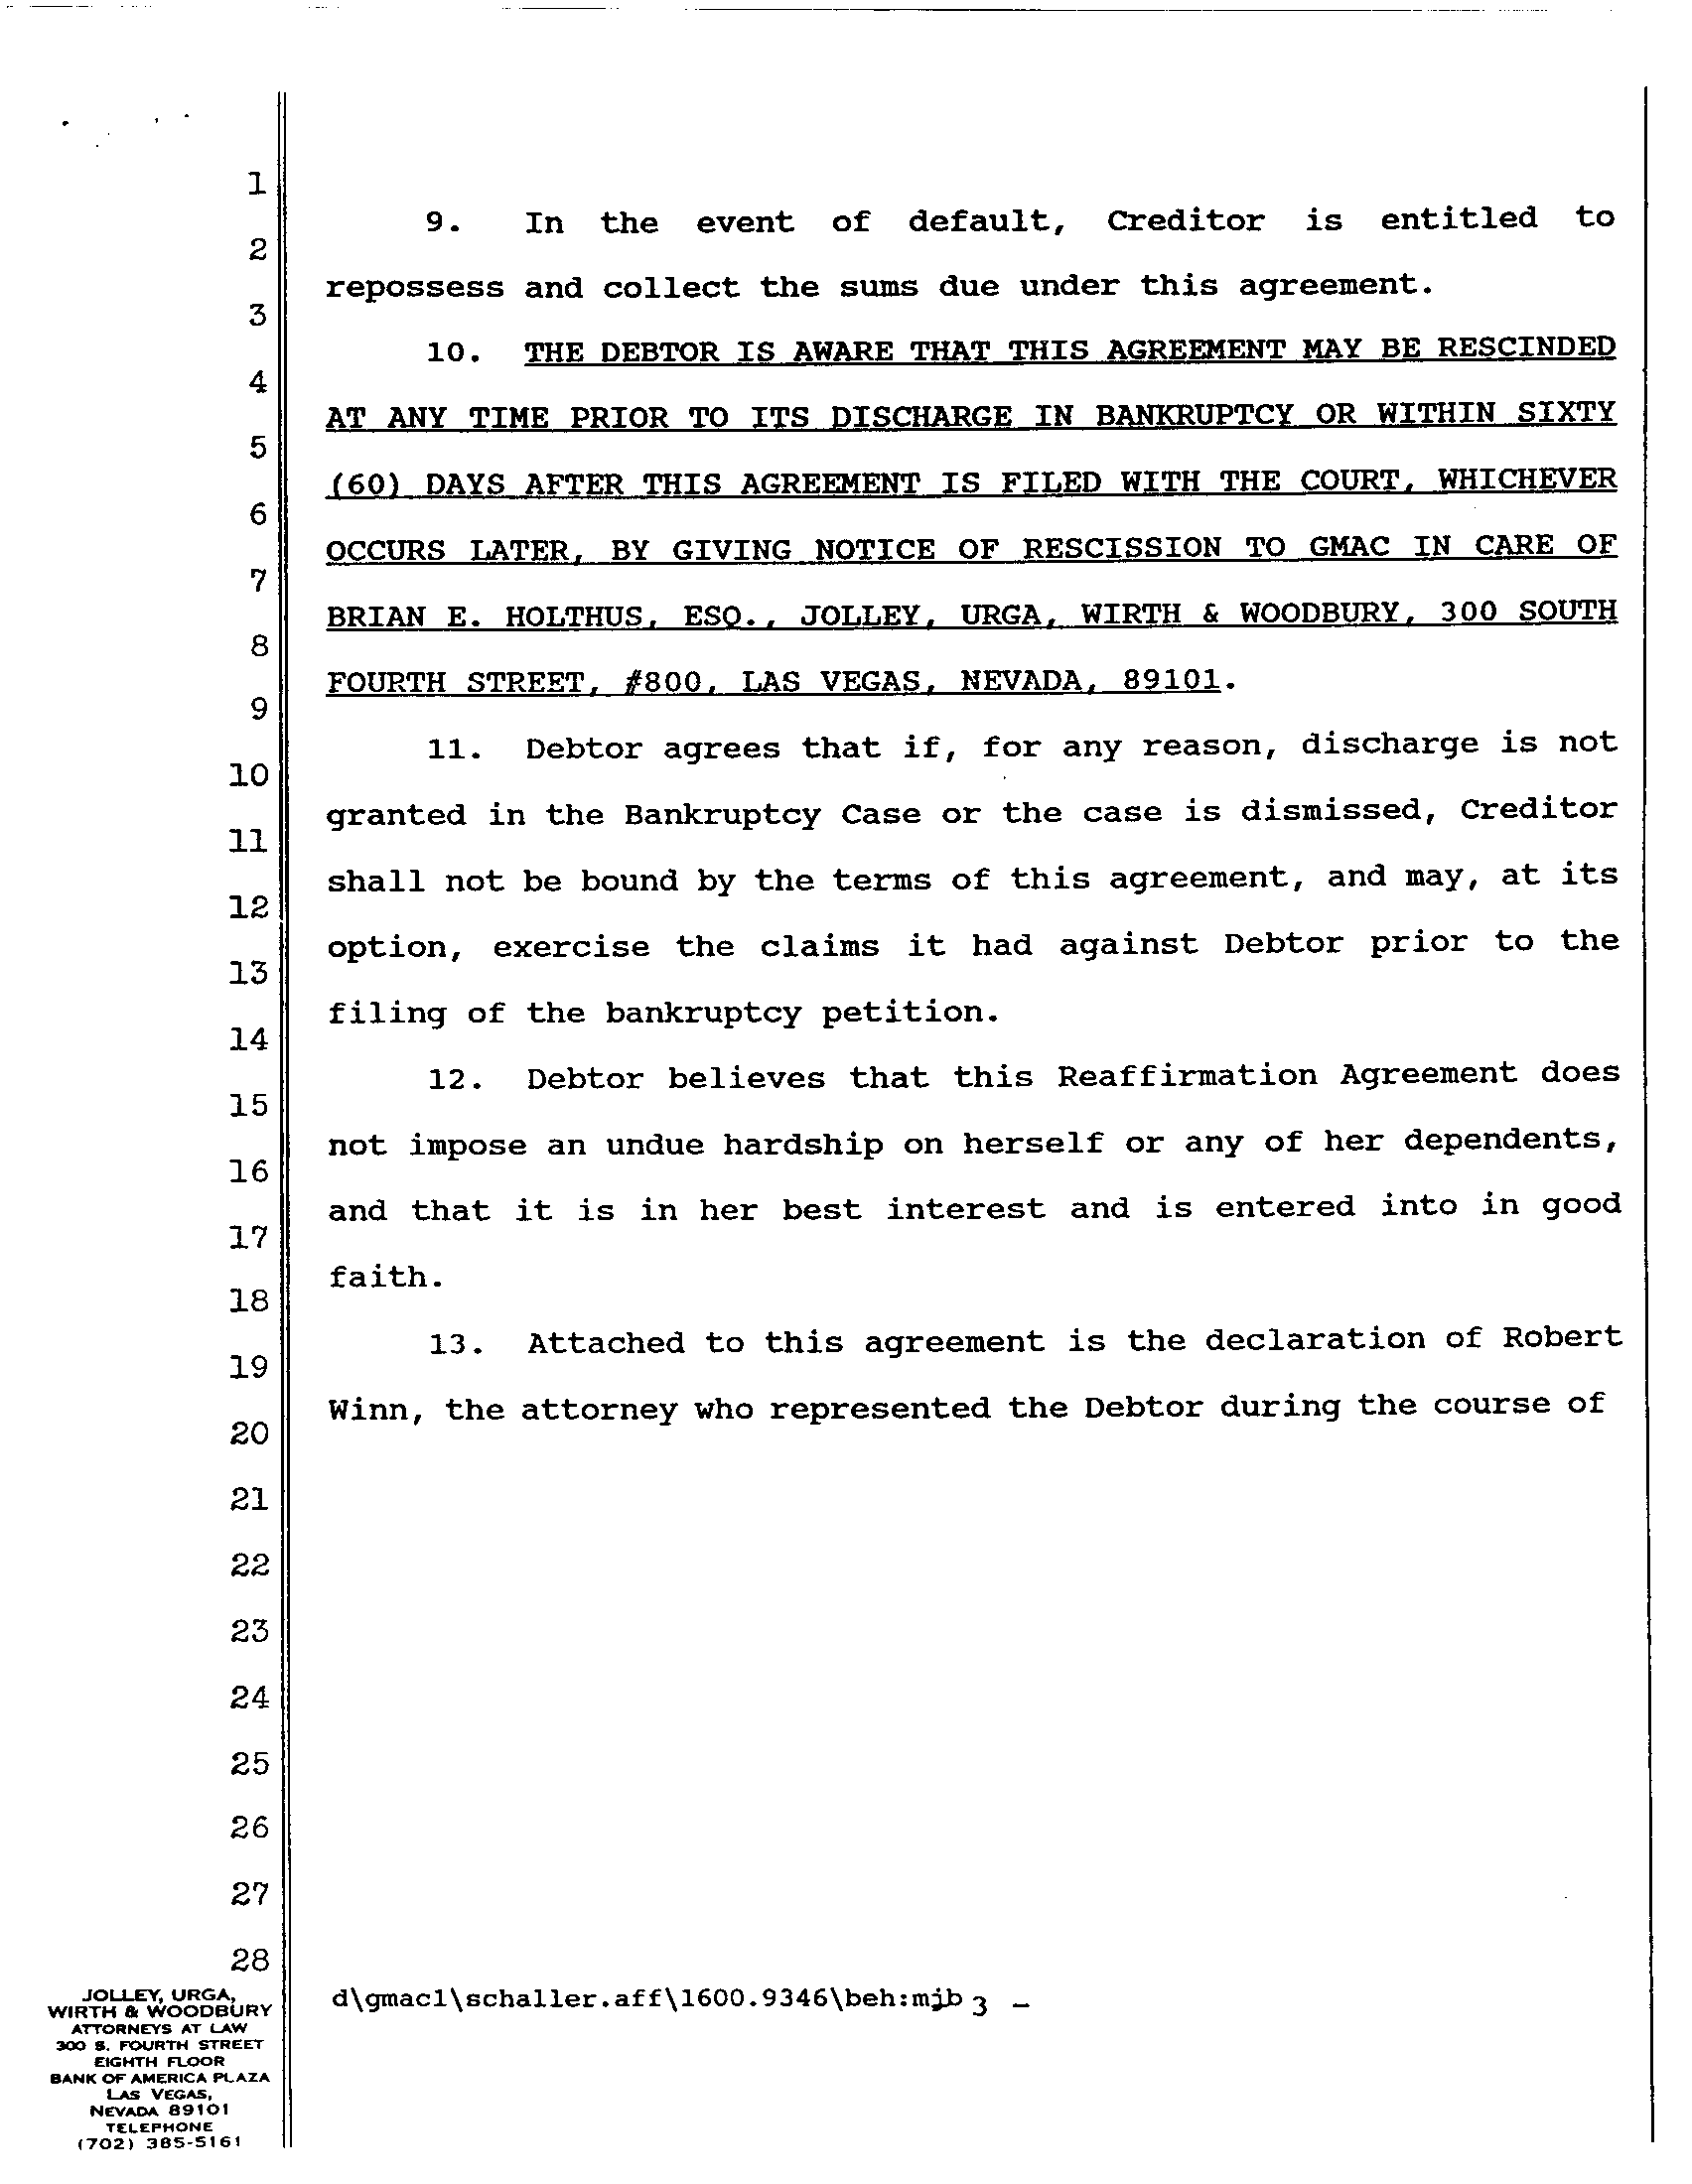 1
9. In the event of default, Creditor is entitled to
2
repossess and collect the sums due under this agreement.
3
10. THE DEBTOR IS AWARE THAT THIS AGREEMENT MAY BE RESCINDED
4
AT ANY TIME PRIOR TO ITS DISCHARGE IN BANKRUPTCY OR WITHIN SIXTY
5
(60) DAYS AFTER THIS AGREEMENT IS FILED WITH THE COURT, WHICHEVER
6
OCCURS LATER, BY GIVING NOTICE OF RESCISSION TO GMAC IN CARE OF
7
BRIAN E. HOLTHUS, ESQ., JOLLEY, URGA, WIRTH & WOODBURY, 300 SOUTH
8
FOURTH STREET, #800, LAS VEGAS, NEVADA, 89101.
9
11. Debtor agrees that if, for any reason, discharge is not
10
granted in the Bankruptcy Case or the case is dismissed, Creditor
11
shall not be bound by the terms of this agreement, and may, at its
12
option, exercise the claims it had against Debtor prior to the
13
filing of the bankruptcy petition.
14
12. Debtor believes that this Reaffirmation Agreement does
15
not impose an undue hardship on herself or any of her dependents,
16
and that it is in her best interest and is entered into in good
17
faith.
18
13. Attached to this agreement is the declaration of Robert
19
Winn, the attorney who represented the Debtor during the course of
20
21
22
23
24
25
26
27
28
JOLLEY, URGA,
WIRTH & WOODBURY
ATTORNEYS AT LAW
300 S. FOURTH STREET
EIGHTH FLOOR
BANK OF AMERICA PLAZA
LAS VEGAS,
NEVADA 89101
TELEPHONE
(702) 385-5161
d\gmac1\schaller.aff\1600.9346\beh:mjb 3 -